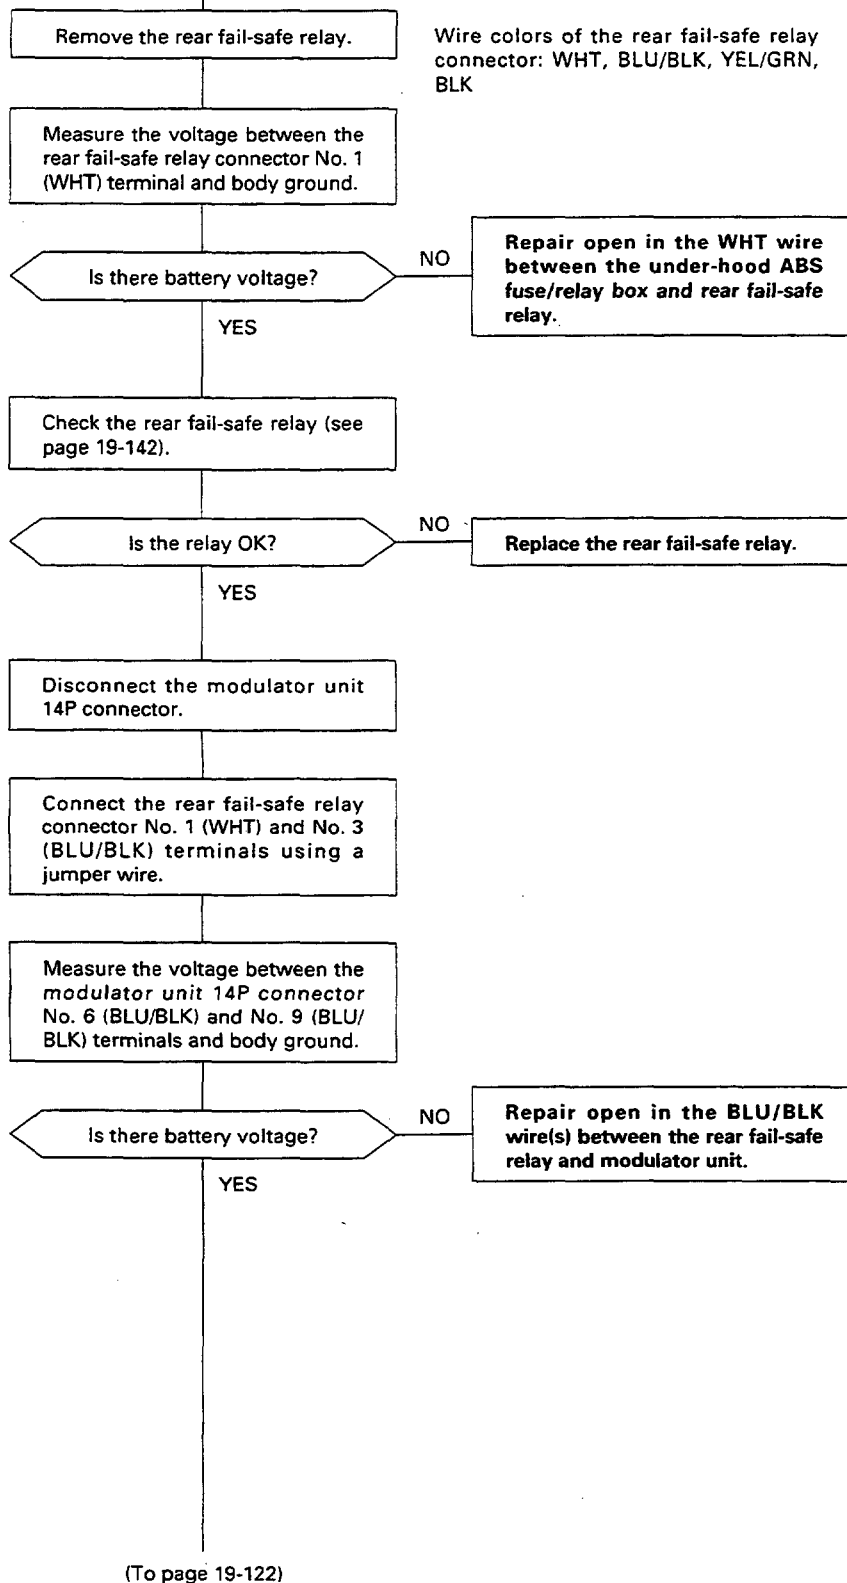 Remove the rear fail-safe relay.
Wire colors of the rear fail-safe relay
connector: WHT, BLU/BLK, YEL/GRN,
BLK
Measure the voltage between the
rear fail-safe relay connector No. 1
(WHT) terminal and body ground.
Is there battery voltage?
NO
Repair open in the WHT wire
between the under-hood ABS
fuse/relay box and rear fail-safe
relay.
YES
Check the rear fail-safe relay (see
page 19-142).
Is the relay OK?
NO
Replace the rear fail-safe relay.
YES
Disconnect the modulator unit
14P connector.
Connect the rear fail-safe relay
connector No. 1 (WHT) and No. 3
(BLU/BLK) terminals using a
jumper wire.
Measure the voltage between the
modulator unit 14P connector
No. 6 (BLU/BLK) and No. 9 (BLU/
BLK) terminals and body ground.
Is there battery voltage?
NO
Repair open in the BLU/BLK
wire(s) between the rear fail-safe
relay and modulator unit.
YES
(To page 19-122)